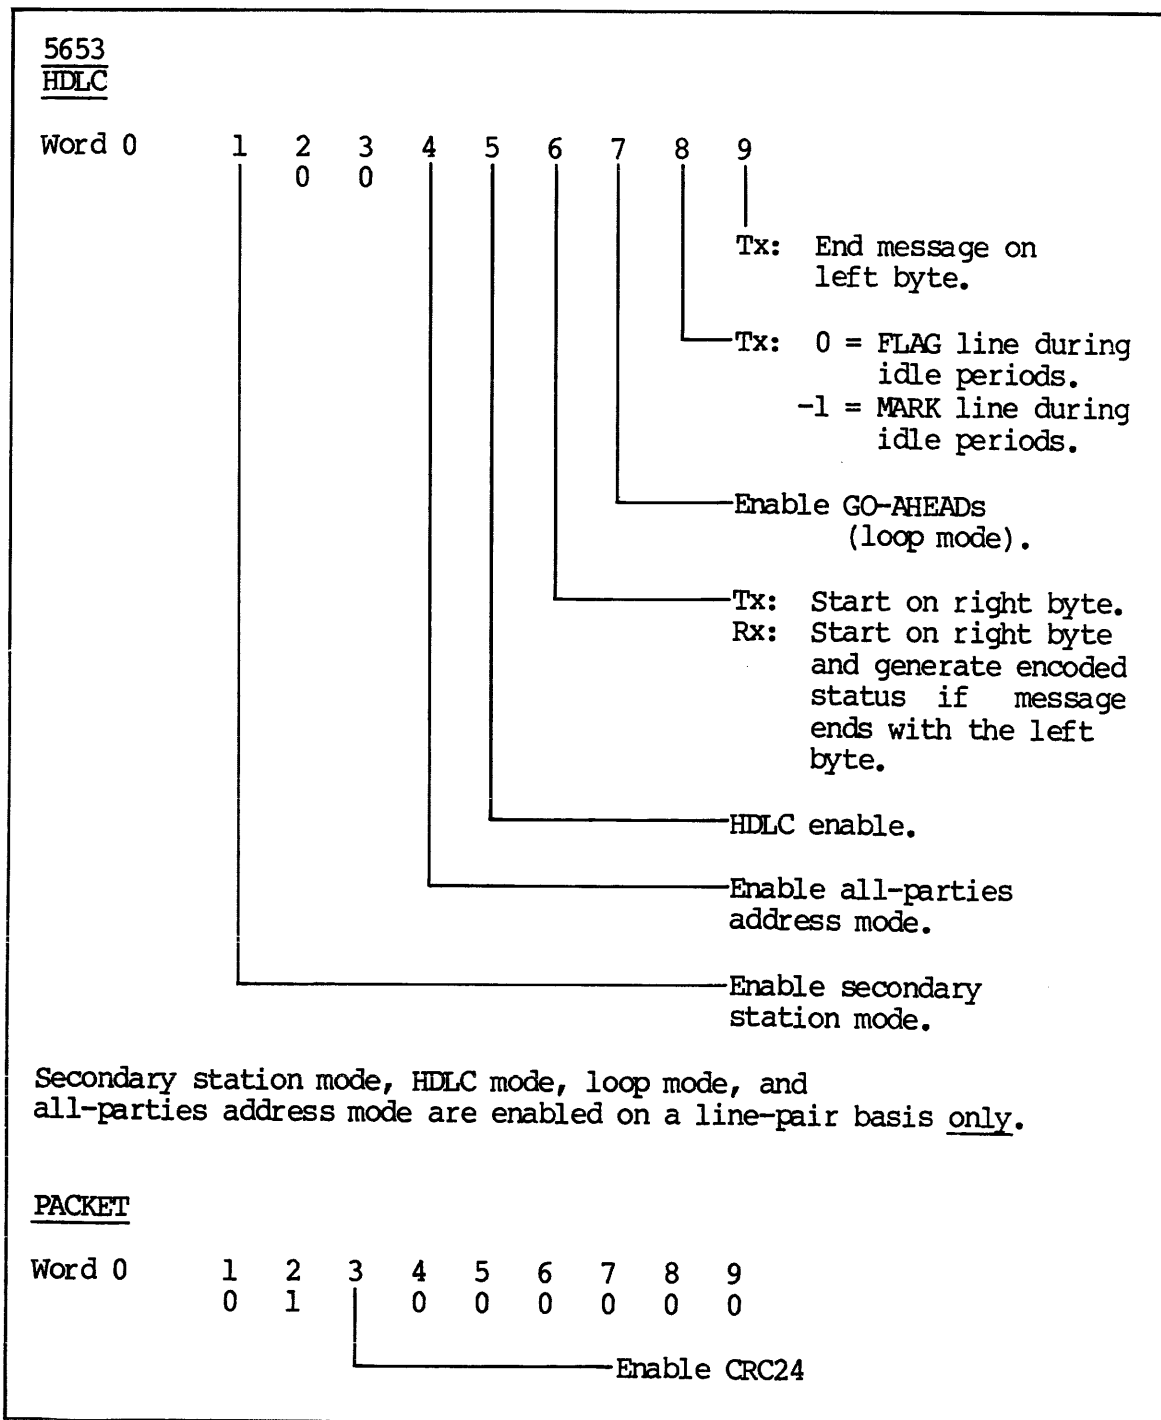 5653
HDLC
Word 0 1 2 3 4 5 6 7 8 9
0 0
Tx: End message on
left byte.
Tx: 0 = FLAG line during
idle periods.
-1 = MARK line during
idle periods.
Enable GO-AHEADs
(loop mode).
Tx: Start on right byte.
Rx: Start on right byte
and generate encoded
status if message
ends with the left
byte.
HDLC enable.
Enable all-parties
address mode.
Enable secondary
station mode.
Secondary station mode, HDLC mode, loop mode, and
all-parties address mode are enabled on a line-pair basis only.
PACKET
Word 0 1 2 3 4 5 6 7 8 9
0 1 0 0 0 0 0 0
Enable CRC24